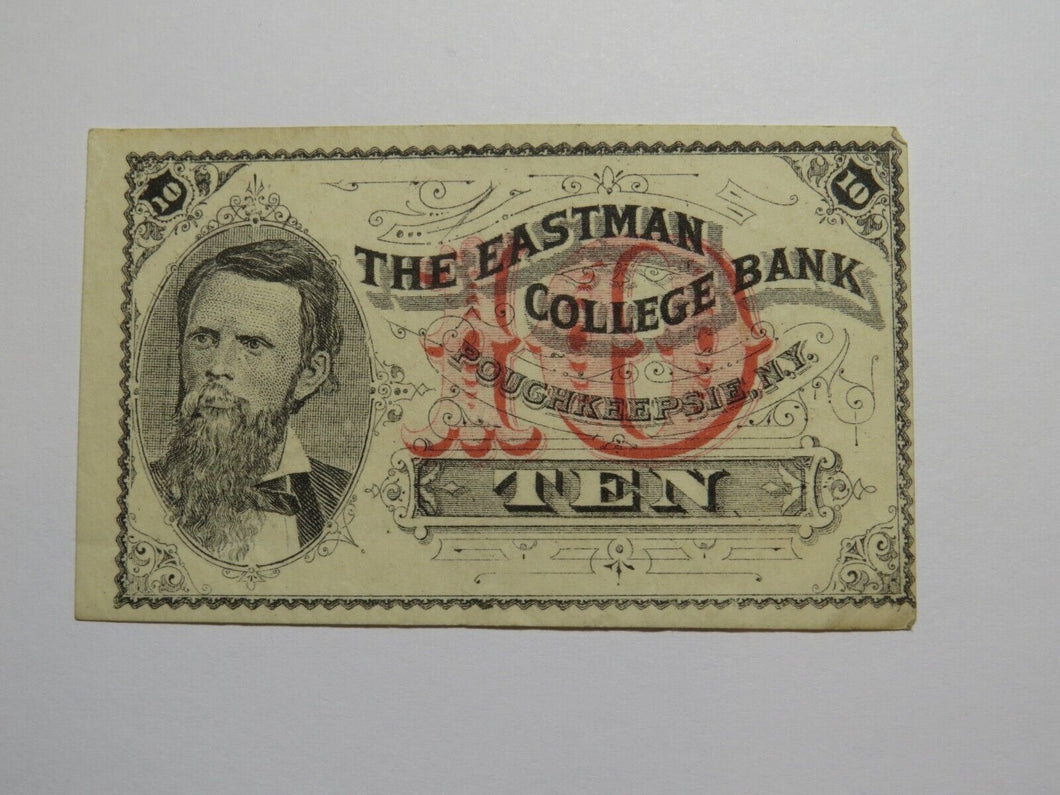 10
10
THE EASTMAN
COLLEGE BANK
10
POUGHKEEPSIE, N.Y.
TEN